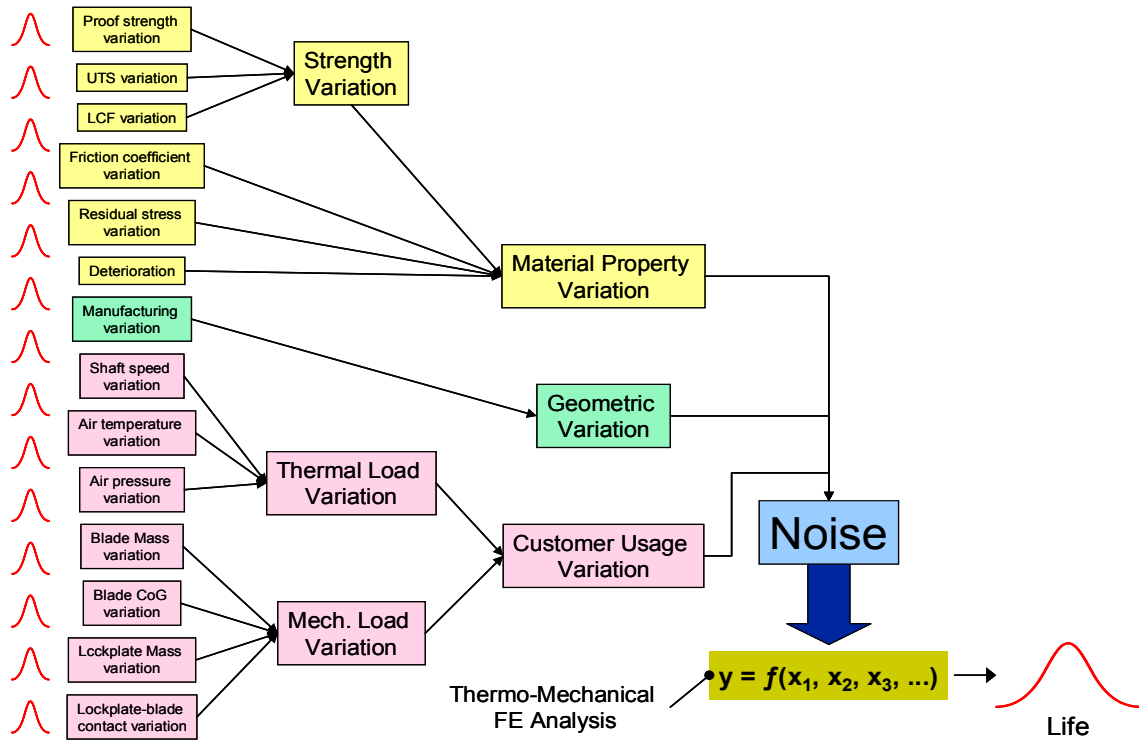 Proof strength
variation
UTS variation
LCF variation
Strength
Variation
Friction coefficient
variation
Residual stress
variation
Deterioration
Material Property
Variation
Manufacturing
variation
Geometric
Variation
Shaft speed
variation
Air temperature
variation
Air pressure
variation
Thermal Load
Variation
Blade Mass
variation
Blade CoG
variation
Lcckplate Mass
variation
Lockplate-blade
contact variation
Mech. Load
Variation
Customer Usage
Variation
Noise
y = ƒ(x₁, x₂, x₃, ...)
Thermo-Mechanical
FE Analysis
Life